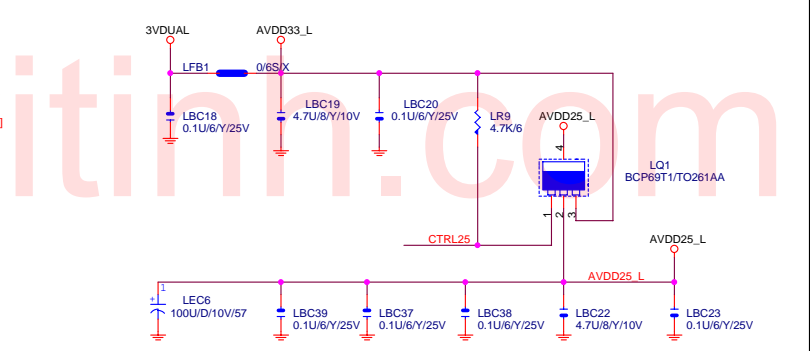 3VDUAL
AVDD33_L
LFB1
0/6S/X
LBC18
0.1U/6/Y/25V
LBC19
4.7U/8/Y/10V
LBC20
0.1U/6/Y/25V
LR9
4.7K/6
AVDD25_L
4
LQ1
BCP69T1/TO261AA
1
2
3
CTRL25
AVDD25_L
AVDD25_L
1
+
LEC6
100U/D/10V/57
LBC39
0.1U/6/Y/25V
LBC37
0.1U/6/Y/25V
LBC38
0.1U/6/Y/25V
LBC22
4.7U/8/Y/10V
LBC23
0.1U/6/Y/25V
itinh.com
]